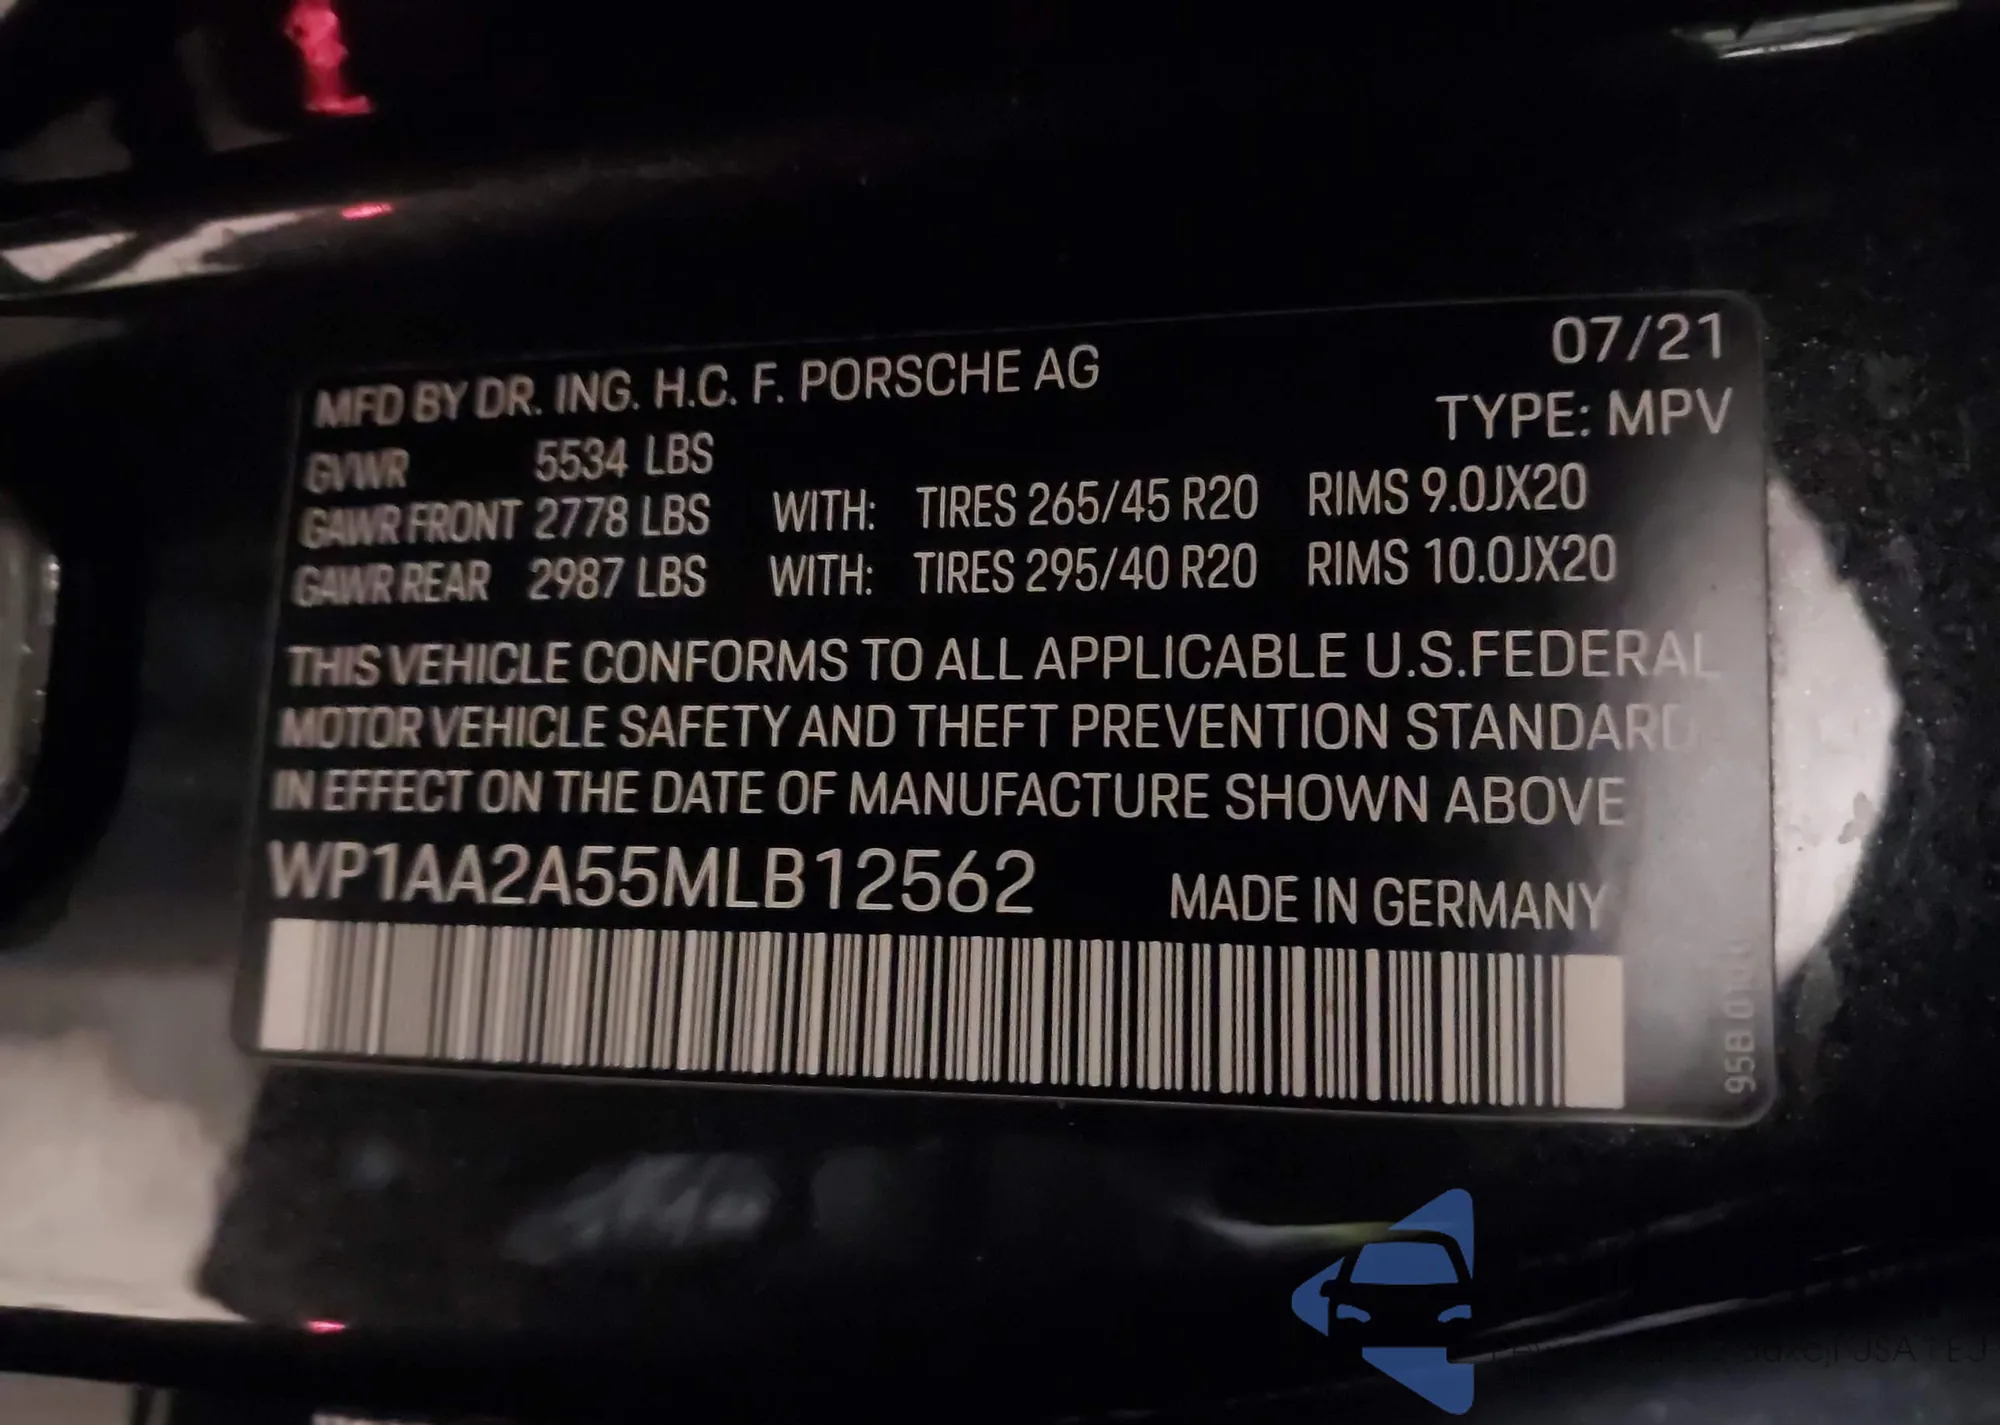 MFD BY DR. ING. H.C. F. PORSCHE AG 07/21
TYPE: MPV
GVWR 5534 LBS
GAWR FRONT 2778 LBS WITH: TIRES 265/45 R20 RIMS 9.0JX20
GAWR REAR 2987 LBS WITH: TIRES 295/40 R20 RIMS 10.0JX20
THIS VEHICLE CONFORMS TO ALL APPLICABLE U.S.FEDERAL
MOTOR VEHICLE SAFETY AND THEFT PREVENTION STANDARD
IN EFFECT ON THE DATE OF MANUFACTURE SHOWN ABOVE
WP1AA2A55MLB12562 MADE IN GERMANY
95B
USA